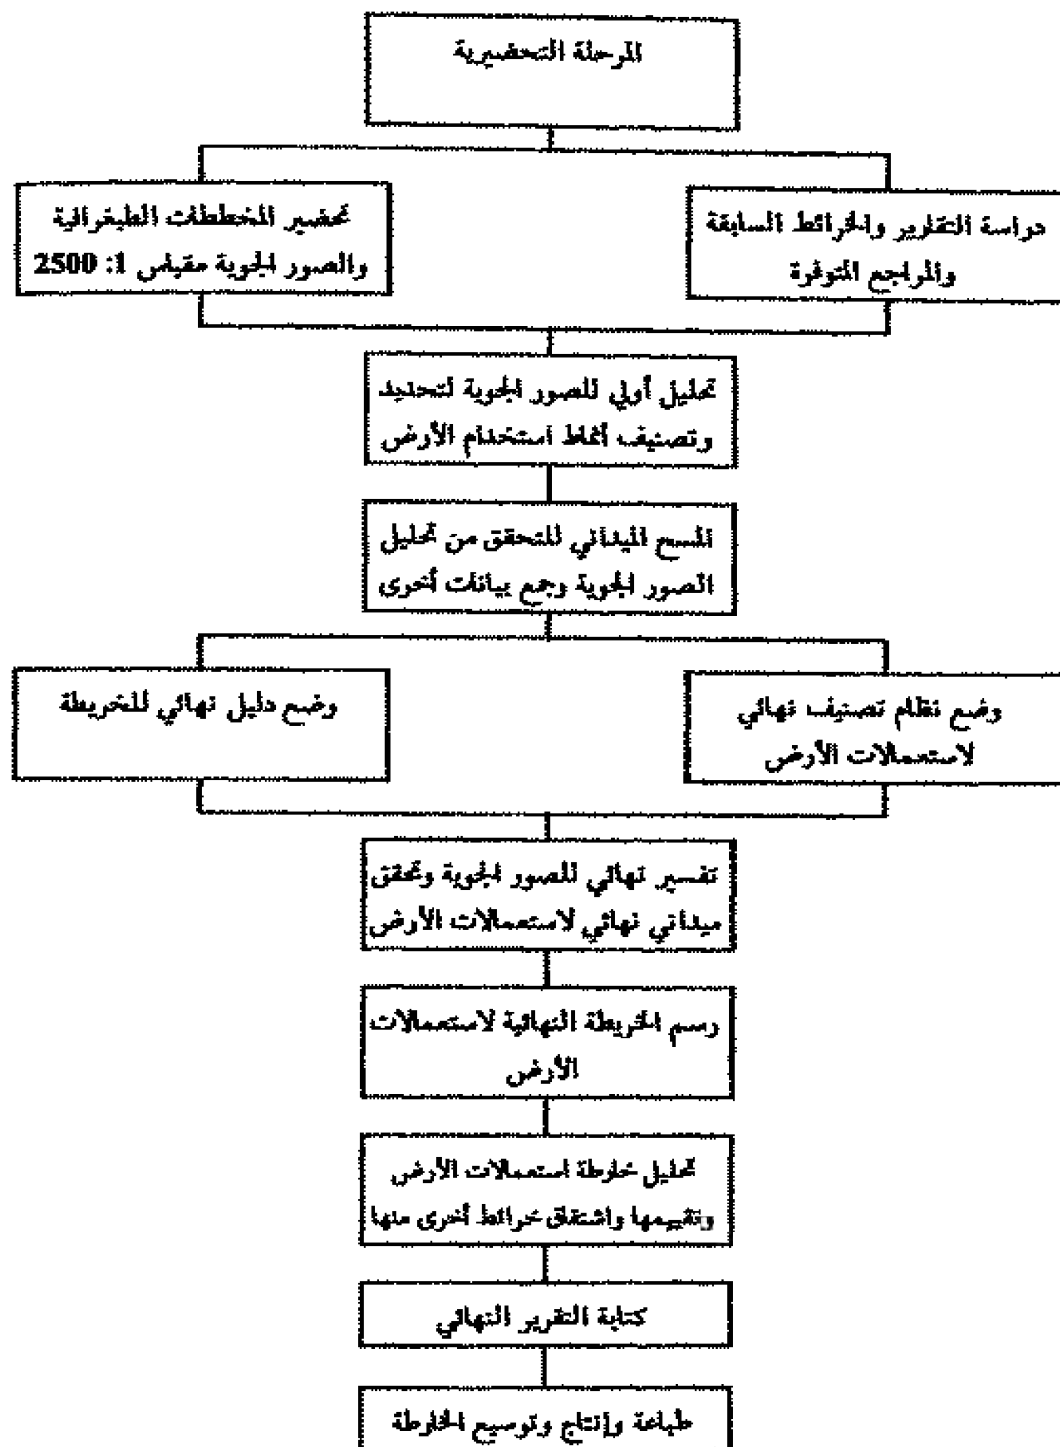 المرحلة التحضيرية
دراسة التقارير والخرائط السابقة
والمراجع المتوفرة
تحضير المخططات الطبغرافية
والصور الجوية مقياس 1: 2500
تحليل أولي للصور الجوية لتحديد
وتصنيف أنماط استخدام الأرض
المسح الميداني للتحقق من تحليل
الصور الجوية وجمع بيانات أخرى
وضع نظام تصنيف نهائي
لاستعمالات الأرض
وضع دليل نهائي للخريطة
تفسير نهائي للصور الجوية وتحقق
ميداني نهائي لاستعمالات الأرض
رسم الخريطة النهائية لاستعمالات
الأرض
تحليل خارطة استعمالات الأرض
وتقييمها واشتقاق خرائط أخرى منها
كتابة التقرير النهائي
طباعة وإنتاج وتوسيع الخارطة